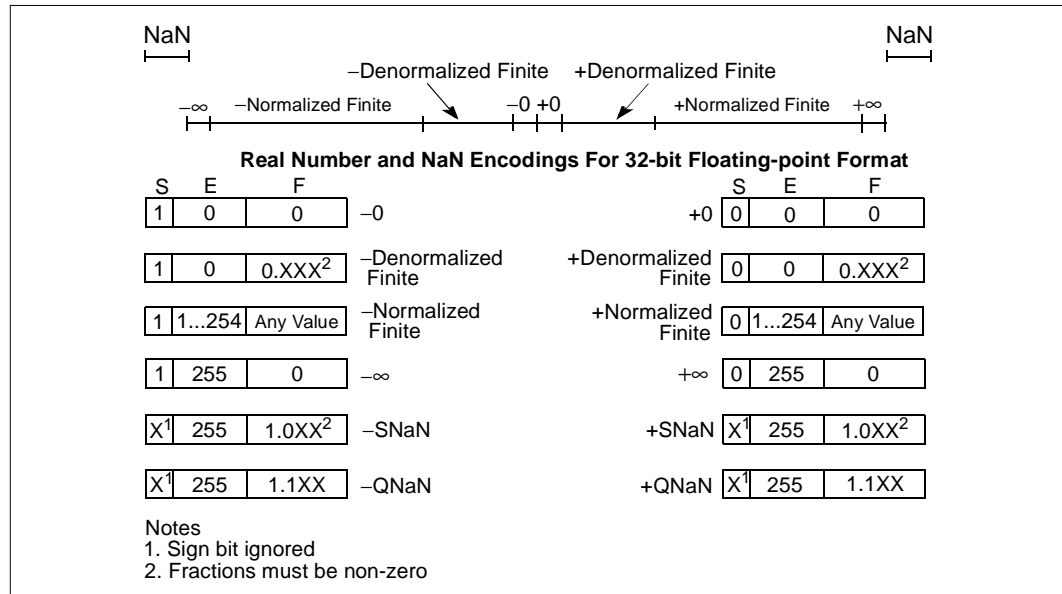 NaN NaN
−Denormalized Finite +Denormalized Finite
−∞ −Normalized Finite −0 +0 +Normalized Finite +∞
Real Number and NaN Encodings For 32-bit Floating-point Format
S E F S E F
1 0 0 −0 +0 0 0 0
1 0 0.XXX² −Denormalized Finite +Denormalized Finite 0 0 0.XXX²
1 1...254 Any Value −Normalized Finite +Normalized Finite 0 1...254 Any Value
1 255 0 −∞ +∞ 0 255 0
X¹ 255 1.0XX² −SNaN +SNaN X¹ 255 1.0XX²
X¹ 255 1.1XX −QNaN +QNaN X¹ 255 1.1XX
Notes
1. Sign bit ignored
2. Fractions must be non-zero